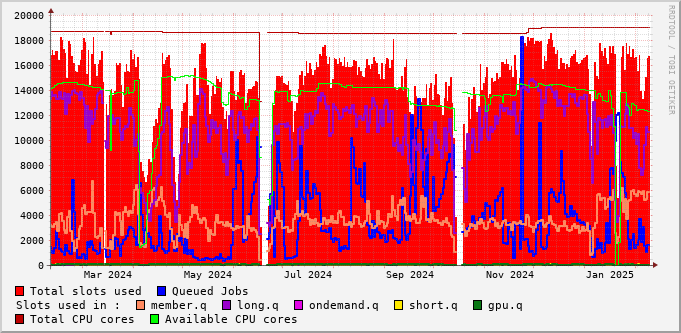 20000
18000
16000
14000
12000
10000
8000
6000
4000
2000
0
Mar 2024 May 2024 Jul 2024 Sep 2024 Nov 2024 Jan 2025
RRDTOOL / TOBI OETIKER
Total slots used Queued Jobs
Slots used in : member.q long.q ondemand.q short.q gpu.q
Total CPU cores Available CPU cores